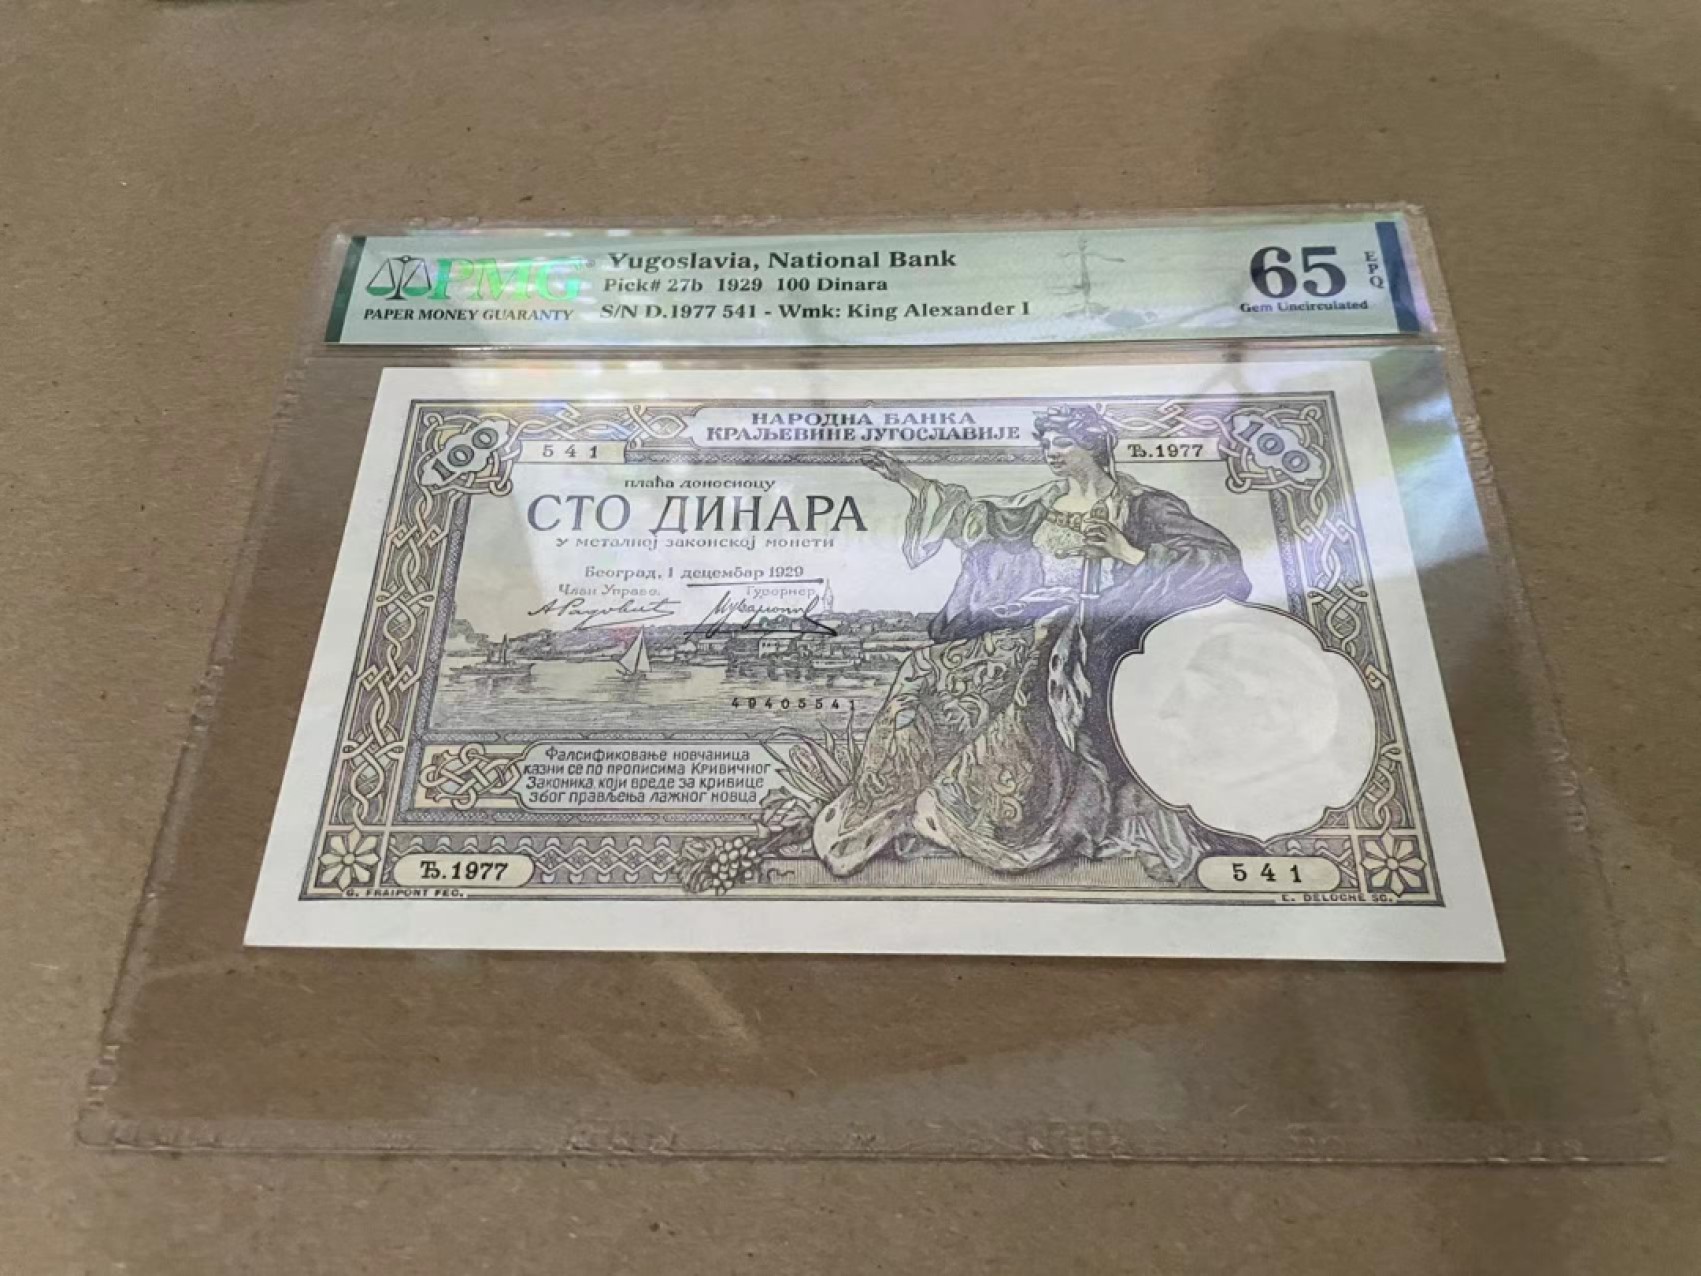 PMG
PAPER MONEY GUARANTY
Yugoslavia, National Bank
Pick# 27b 1929 100 Dinara
S/N D.1977 541 - Wmk: King Alexander I
65
EPQ
Gem Uncirculated
НАРОДНА БАНКА
КРАЉЕВИНЕ ЈУГОСЛАВИЈЕ
100
541
Ђ.1977
100
плаћа доносиоцу
СТО ДИНАРА
у металној законској монети
Београд, 1 децембар 1929
Члан Управе,
Гувернер,
49405541
Фалсификовање новчаница
казни се по прописима Кривичног
Законика, који вреде за кривице
због прављења лажног новца
Ђ.1977
541
G. FRAIPONT FEC.
E. DELOCHE SC.